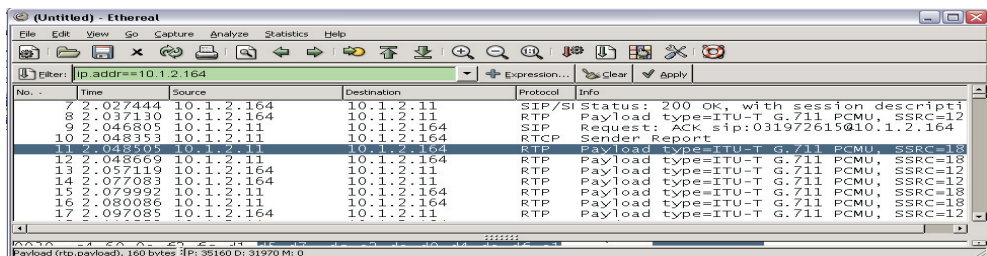 (Untitled) - Ethereal
File Edit View Go Capture Analyze Statistics Help
Filter: ip.addr==10.1.2.164 Expression... Clear Apply
No. - Time Source Destination Protocol Info
7 2.027444 10.1.2.164 10.1.2.11 SIP/SI Status: 200 OK, with session descripti
8 2.037130 10.1.2.164 10.1.2.11 RTP Payload type=ITU-T G.711 PCMU, SSRC=12
9 2.046805 10.1.2.11 10.1.2.164 SIP Request: ACK sip:031972615@10.1.2.164
10 2.048353 10.1.2.11 10.1.2.164 RTCP Sender Report
11 2.048505 10.1.2.11 10.1.2.164 RTP Payload type=ITU-T G.711 PCMU, SSRC=18
12 2.048669 10.1.2.11 10.1.2.164 RTP Payload type=ITU-T G.711 PCMU, SSRC=18
13 2.057119 10.1.2.164 10.1.2.11 RTP Payload type=ITU-T G.711 PCMU, SSRC=12
14 2.077083 10.1.2.164 10.1.2.11 RTP Payload type=ITU-T G.711 PCMU, SSRC=12
15 2.079992 10.1.2.11 10.1.2.164 RTP Payload type=ITU-T G.711 PCMU, SSRC=18
16 2.080086 10.1.2.11 10.1.2.164 RTP Payload type=ITU-T G.711 PCMU, SSRC=18
17 2.097085 10.1.2.164 10.1.2.11 RTP Payload type=ITU-T G.711 PCMU, SSRC=12
Payload (rtp.payload), 160 bytes P: 35160 D: 31970 M: 0